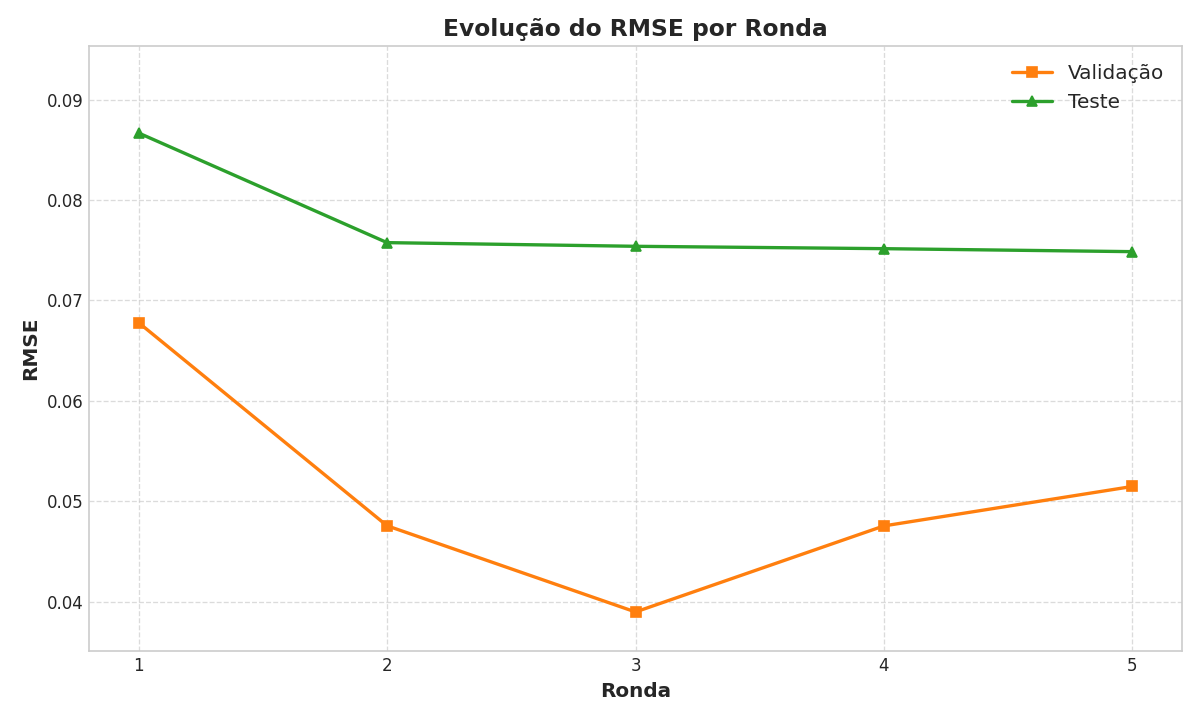 Evolução do RMSE por Ronda
Validação
Teste
RMSE
0.09
0.08
0.07
0.06
0.05
0.04
1 2 3 4 5
Ronda